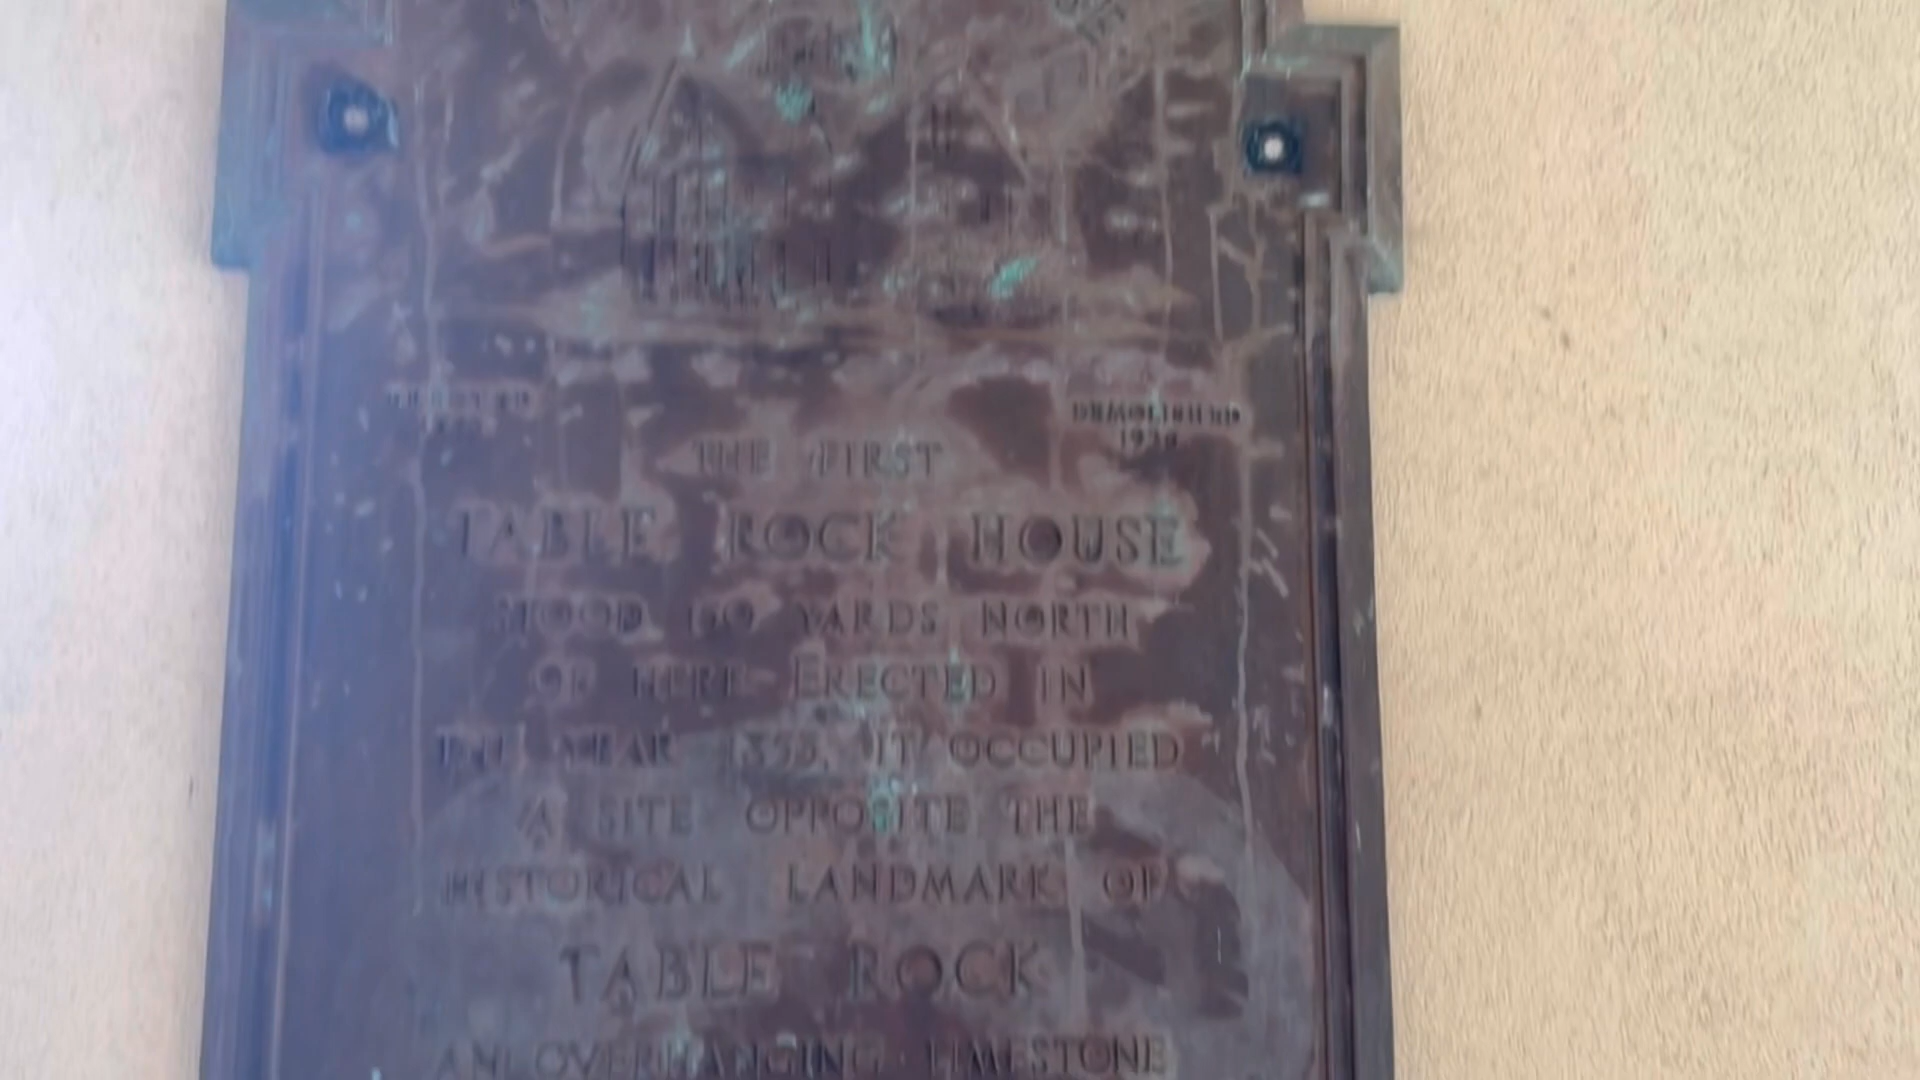 DEMOLISHED
THE FIRST
TABLE ROCK HOUSE
STOOD 150 YARDS NORTH
OF HERE ERECTED IN
THE YEAR 1853, IT OCCUPIED
A SITE OPPOSITE THE
HISTORICAL LANDMARK OF
TABLE ROCK
AN OVERHANGING LIMESTONE